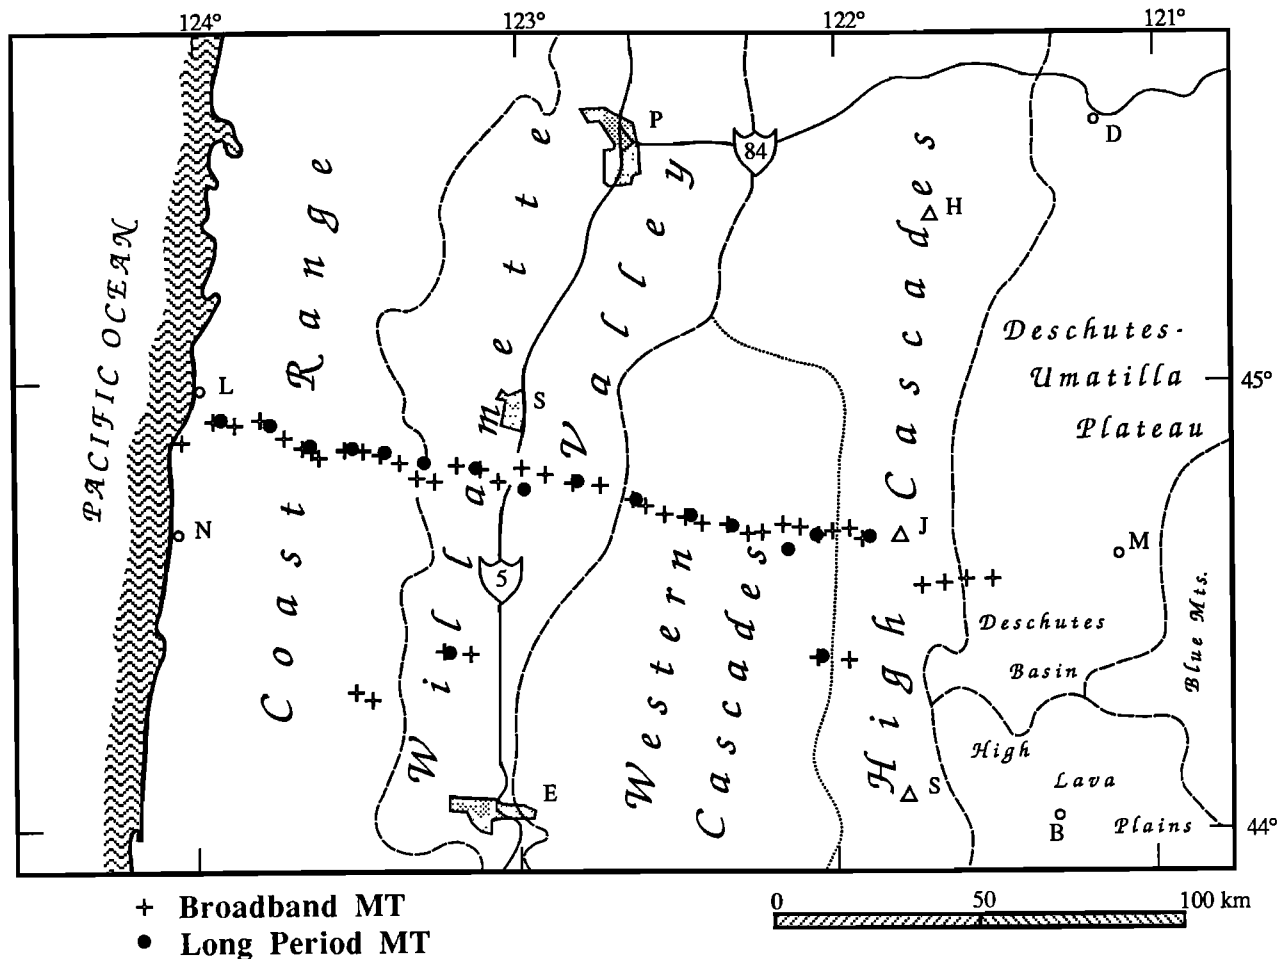 124° 123° 122° 121°
P
84
D
H
PACIFIC OCEAN
Coast Range
Willamette
Valley
Western
Cascades
High Cascades
Deschutes-
Umatilla
Plateau
45°
L
S
N
J
M
5
Deschutes
Basin
Blue Mts.
High
Lava
Plains
S
E
B
44°
+ Broadband MT
● Long Period MT
0 50 100 km